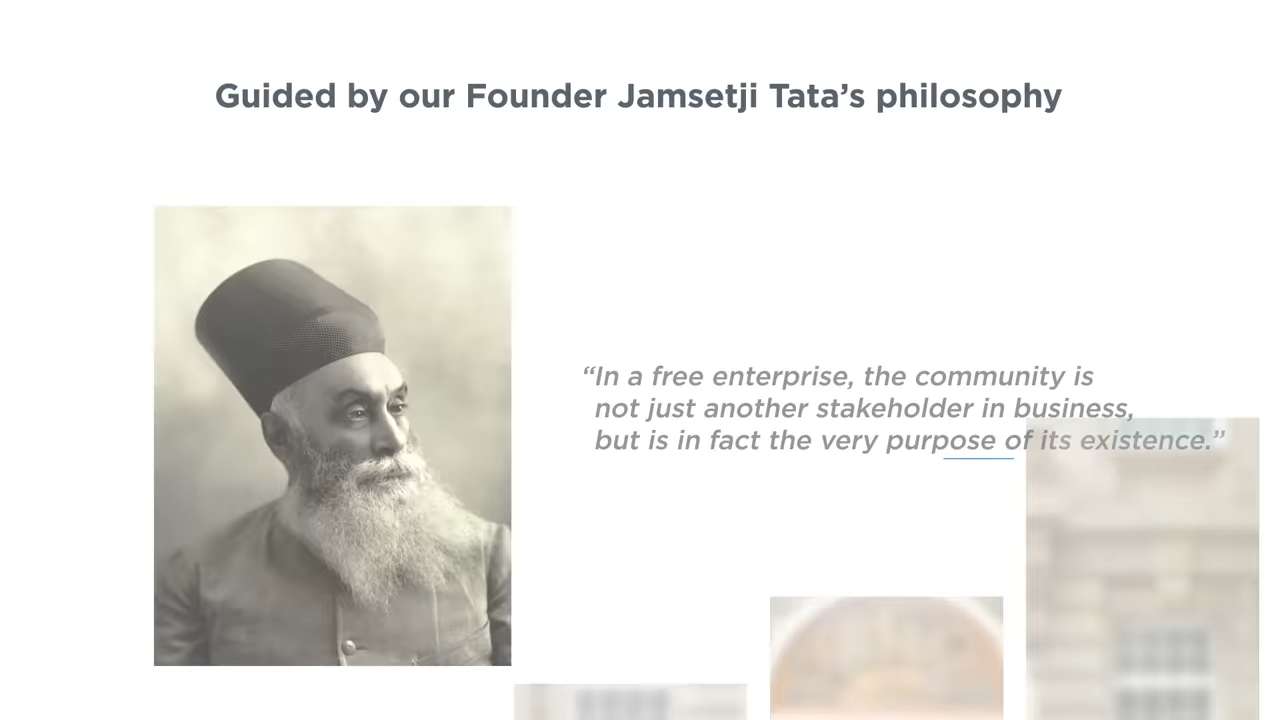 Guided by our Founder Jamsetji Tata’s philosophy
“In a free enterprise, the community is
not just another stakeholder in business,
but is in fact the very purpose of its existence.”